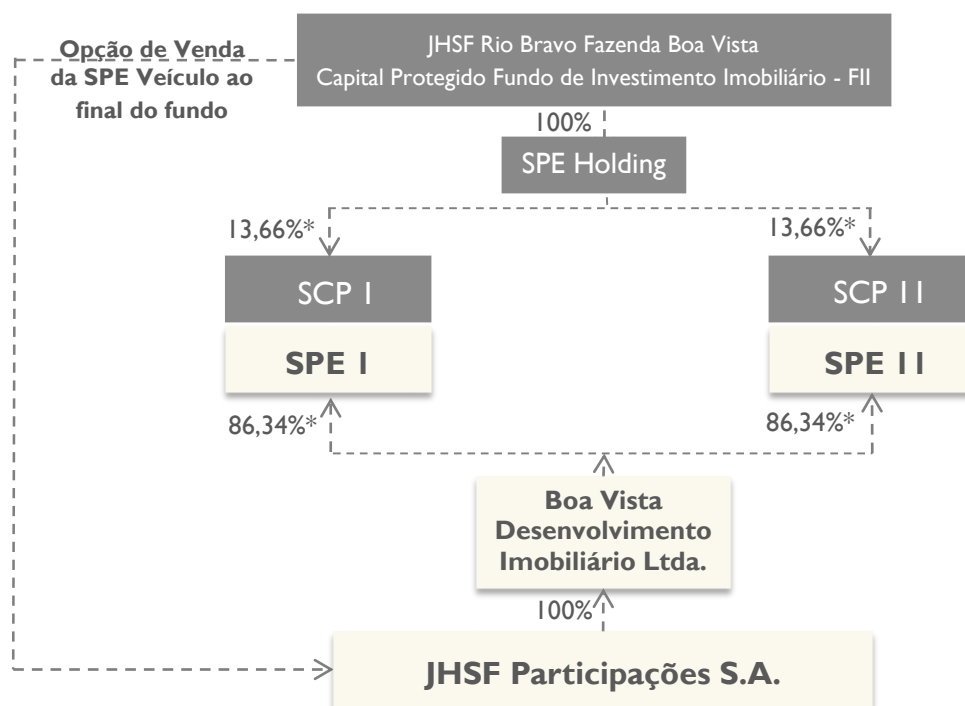 Opção de Venda
da SPE Veículo ao
final do fundo
JHSF Rio Bravo Fazenda Boa Vista
Capital Protegido Fundo de Investimento Imobiliário - FII
100%
SPE Holding
13,66%*
13,66%*
SCP 1
SCP 11
SPE 1
SPE 11
86,34%*
86,34%*
Boa Vista
Desenvolvimento
Imobiliário Ltda.
100%
JHSF Participações S.A.